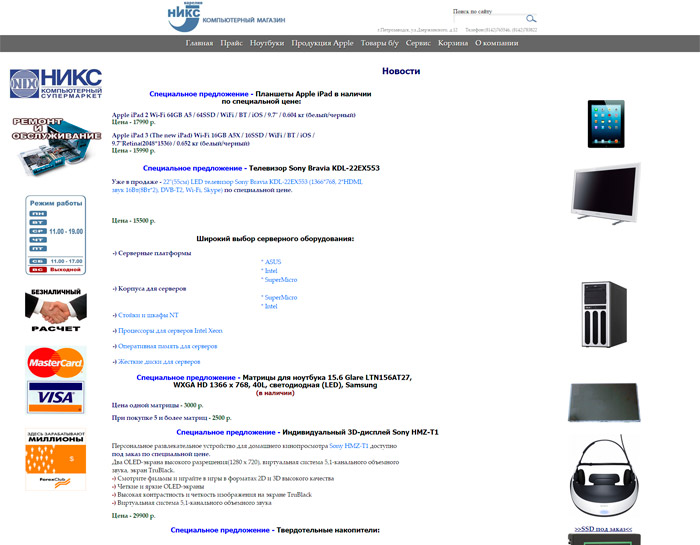 королев
НИКС
КОМПЬЮТЕРНЫЙ МАГАЗИН
Поиск по сайту
Главная Прайс Ноутбуки Продукция Apple Товары б/у Сервис Корзина О компании
NIX НИКС
КОМПЬЮТЕРНЫЙ
СУПЕРМАРКЕТ
РЕМОНТ
И
ОБСЛУЖИВАНИЕ
Режим работы
ПН
ВТ
СР 11.00 - 19.00
ЧТ
ПТ
СБ 11.00 - 17.00
ВС Выходной
БЕЗНАЛИЧНЫЙ
РАСЧЕТ
MasterCard
VISA
ЗДЕСЬ ЗАРАБАТЫВАЮТ
МИЛЛИОНЫ
ForexClub
Новости
Специальное предложение - Планшеты Apple iPad в наличии
по специальной цене:
Apple iPad 2 Wi-Fi 64GB A5 / 64SSD / WiFi / BT / iOS / 9.7" / 0.604 кг (белый/черный)
Цена - 17990 р.
Apple iPad 3 (The new iPad) Wi-Fi 16GB A5X / 16SSD / WiFi / BT / iOS /
9.7"Retina(2048*1536) / 0.652 кг (белый/черный)
Цена - 15990 р.
Специальное предложение - Телевизор Sony Bravia KDL-22EX553
Уже в продаже - 22"(55см) LED телевизор Sony Bravia KDL-22EX553 (1366*768, 2*HDMI,
звук 16Вт(8Вт*2), DVB-T2, Wi-Fi, Skype) по специальной цене.
Цена - 15500 р.
Широкий выбор серверного оборудования:
-) Серверные платформы
* ASUS
* Intel
* SuperMicro
-) Корпуса для серверов
* SuperMicro
* Intel
-) Стойки и шкафы NT
-) Процессоры для серверов Intel Xeon
-) Оперативная память для серверов
-) Жесткие диски для серверов
Специальное предложение - Матрицы для ноутбука 15.6 Glare LTN156AT27,
WXGA HD 1366 x 768, 40L, светодиодная (LED), Samsung
(в наличии)
Цена одной матрицы - 3000 р.
При покупке 5 и более матриц - 2500 р.
Специальное предложение - Индивидуальный 3D-дисплей Sony HMZ-T1
Персональное развлекательное устройство для домашнего кинопросмотра Sony HMZ-T1 доступно
под заказ по специальной цене.
Два OLED-экрана высокого разрешения(1280 x 720), виртуальная система 5,1-канального объемного
звука, экран TruBlack.
-) Смотрите фильмы и играйте в игры в форматах 2D и 3D высокого качества
-) Четкие и яркие OLED-экраны
-) Высокая контрастность и четкость изображения на экране TruBlack
-) Виртуальная система 5,1-канального объемного звука
Цена - 29900 р.
>>SSD под заказ<<
Специальное предложение - Твердотельные накопители: